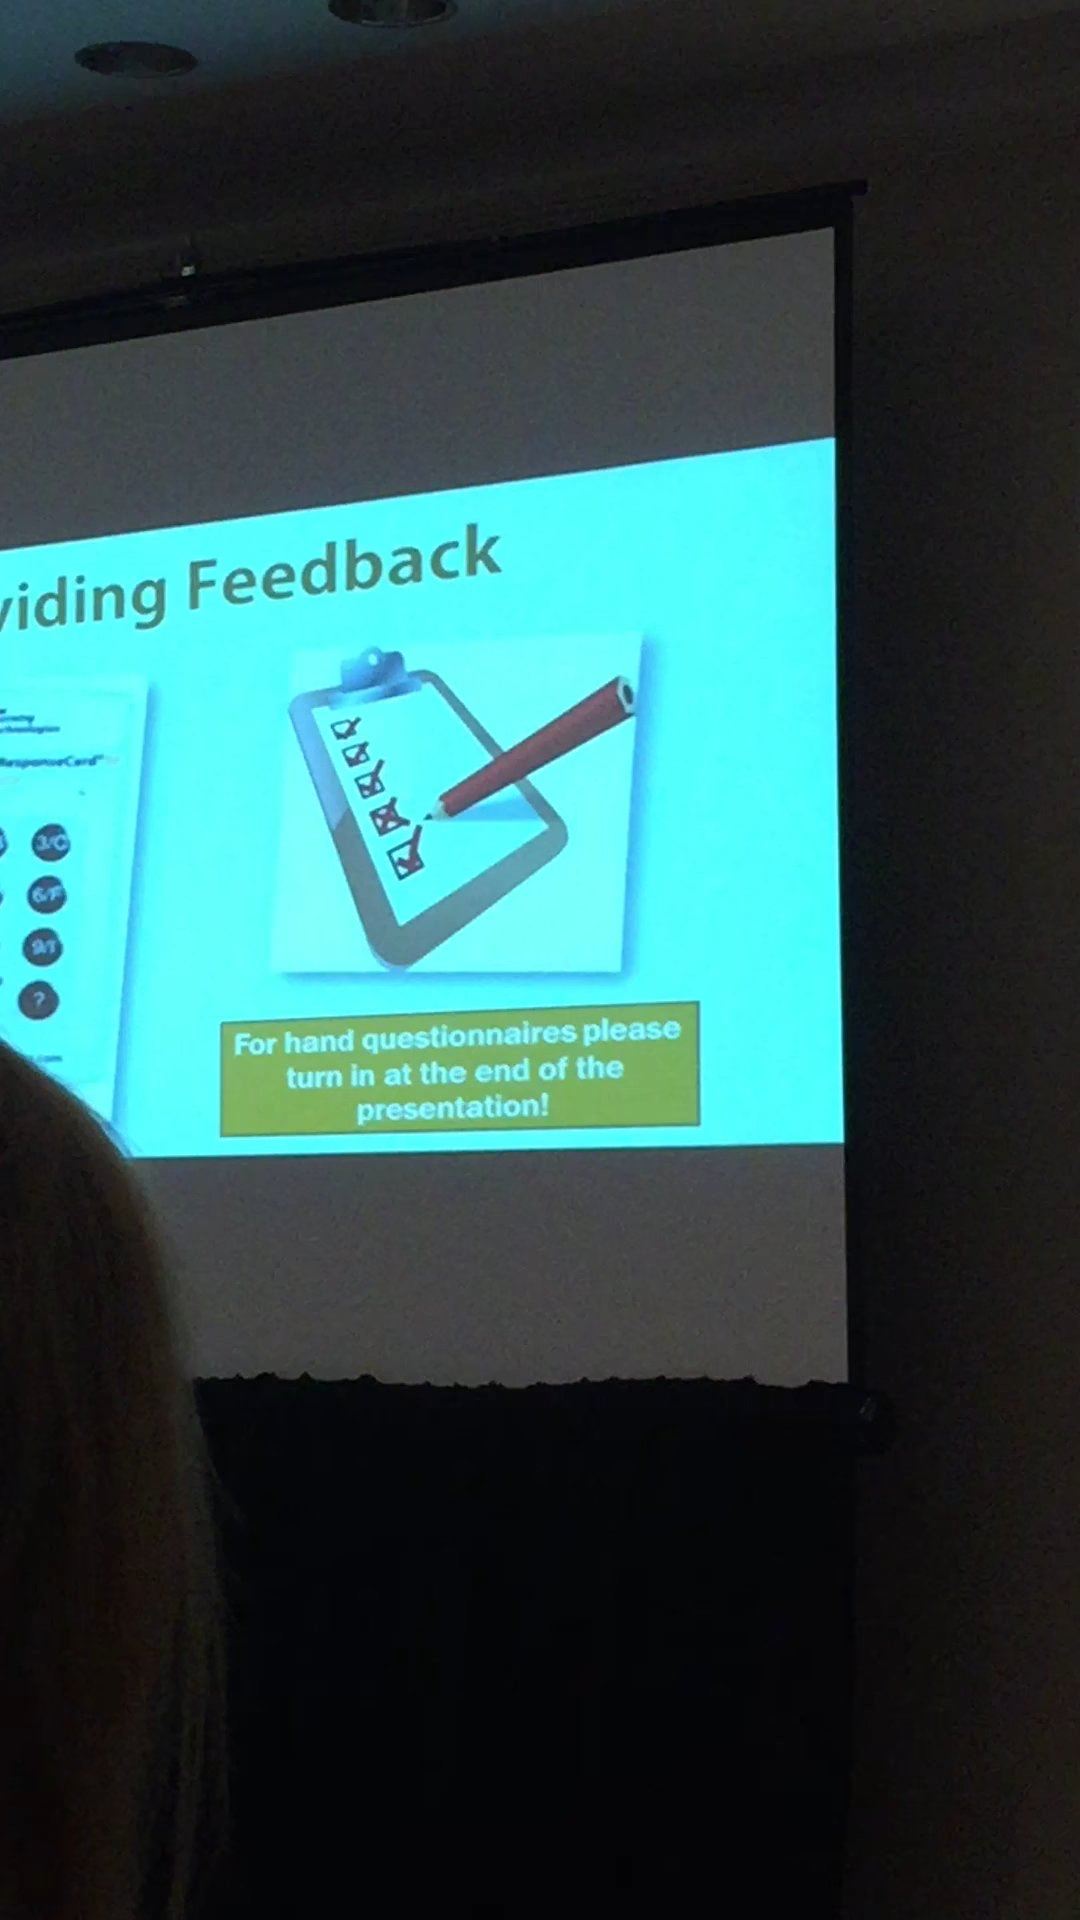 viding Feedback
ResponseCard
3/C
6/F
9/I
?
For hand questionnaires please
turn in at the end of the
presentation!